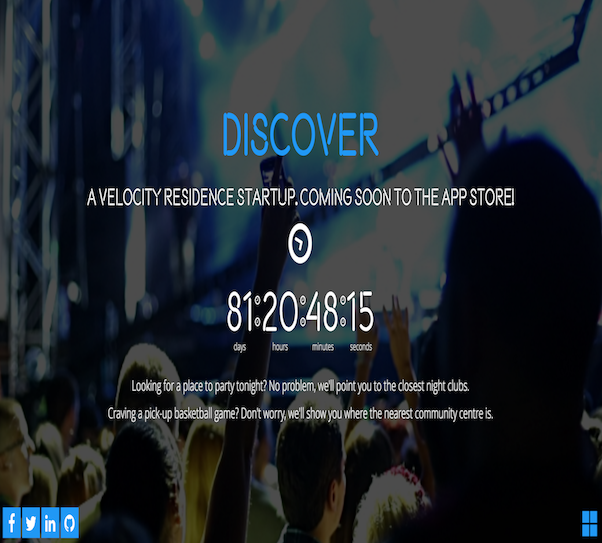 DISCOVER
A VELOCITY RESIDENCE STARTUP. COMING SOON TO THE APP STORE!
81:20:48:15
days hours minutes seconds
Looking for a place to party tonight? No problem, we'll point you to the closest night clubs.
Craving a pick-up basketball game? Don't worry, we'll show you where the nearest community centre is.